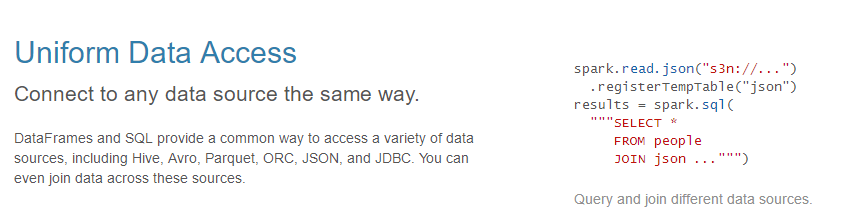 Uniform Data Access
Connect to any data source the same way.
DataFrames and SQL provide a common way to access a variety of data
sources, including Hive, Avro, Parquet, ORC, JSON, and JDBC. You can
even join data across these sources.
spark.read.json("s3n://...")
  .registerTempTable("json")
results = spark.sql(
  """SELECT *
     FROM people
     JOIN json ...""")
Query and join different data sources.